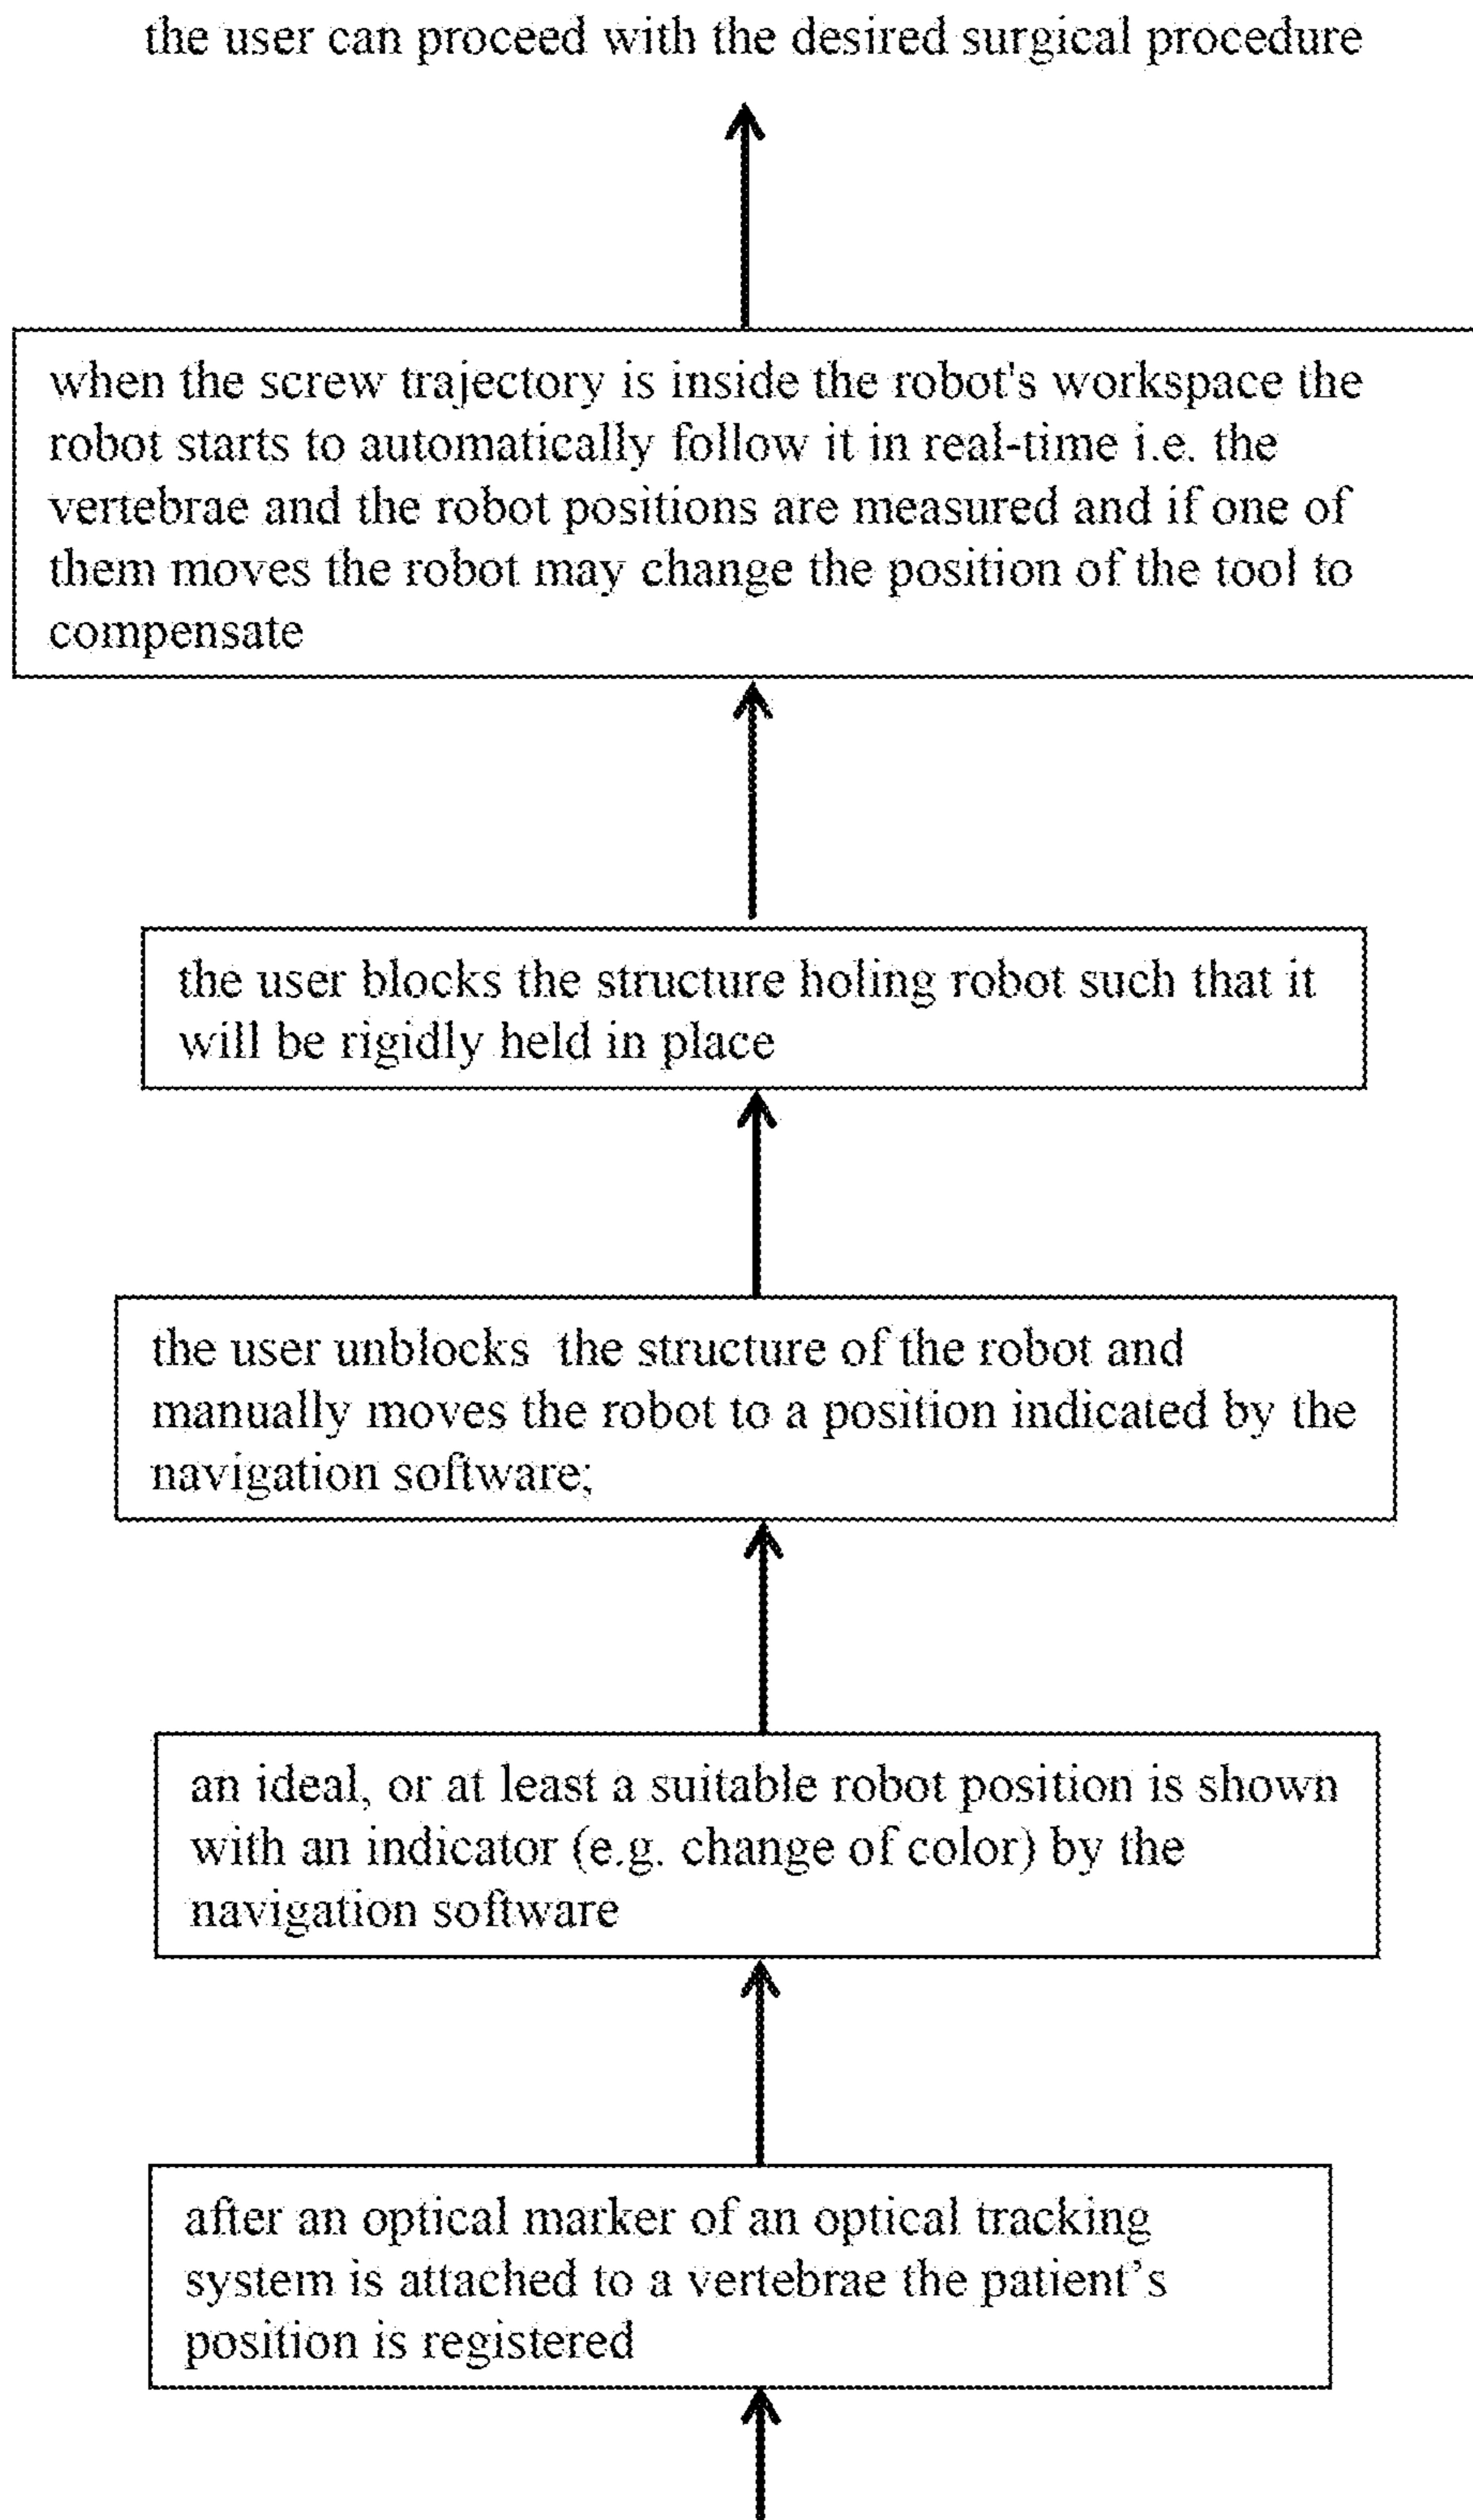 the user can proceed with the desired surgical procedure
when the screw trajectory is inside the robot's workspace the
robot starts to automatically follow it in real-time i.e. the
vertebrae and the robot positions are measured and if one of
them moves the robot may change the position of the tool to
compensate
the user blocks the structure holing robot such that it
will be rigidly held in place
the user unblocks the structure of the robot and
manually moves the robot to a position indicated by the
navigation software;
an ideal, or at least a suitable robot position is shown
with an indicator (e.g. change of color) by the
navigation software
after an optical marker of an optical tracking
system is attached to a vertebrae the patient's
position is registered